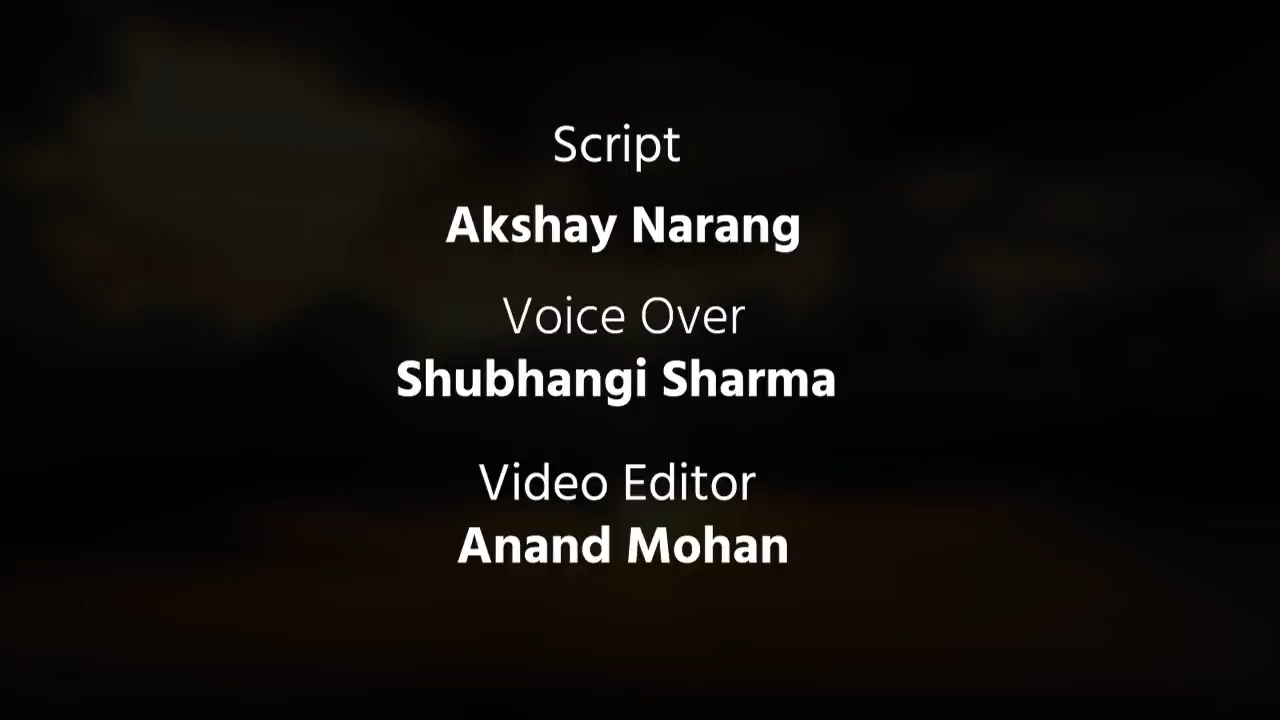 Script
Akshay Narang
Voice Over
Shubhangi Sharma
Video Editor
Anand Mohan